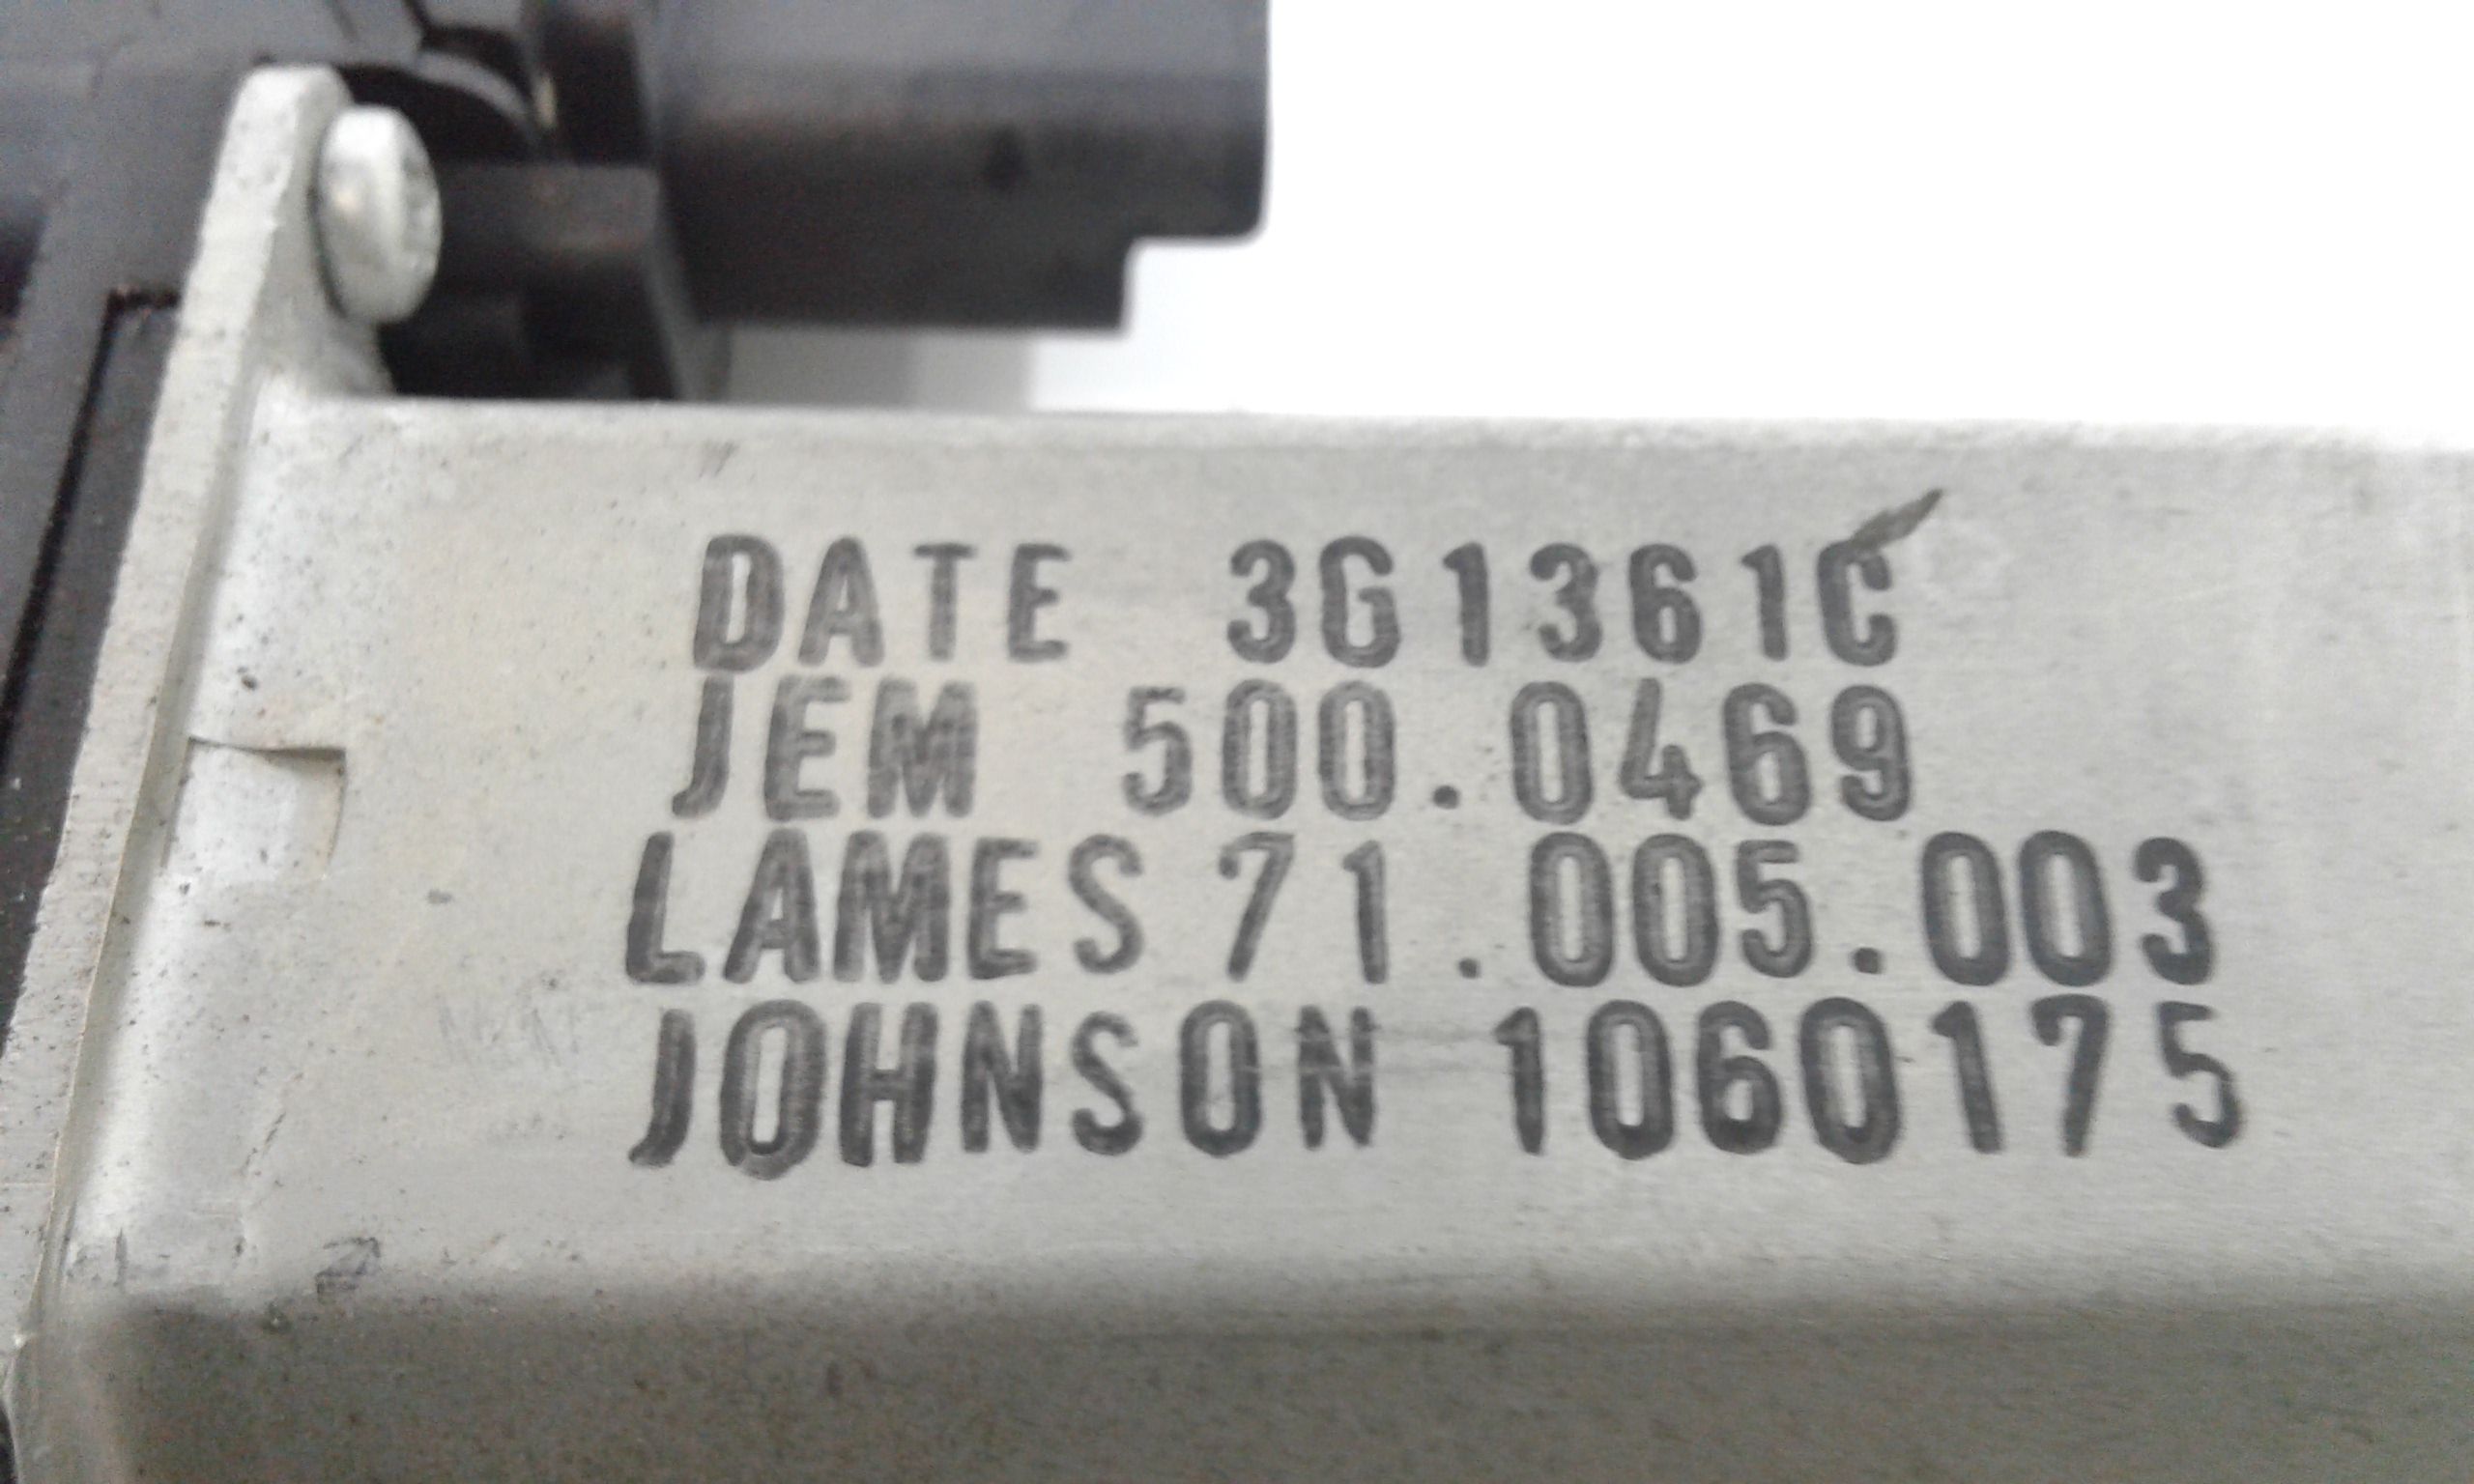 DATE 3G1361C
JEM 500.0469
LAMES 71.005.003
JOHNSON 1060175